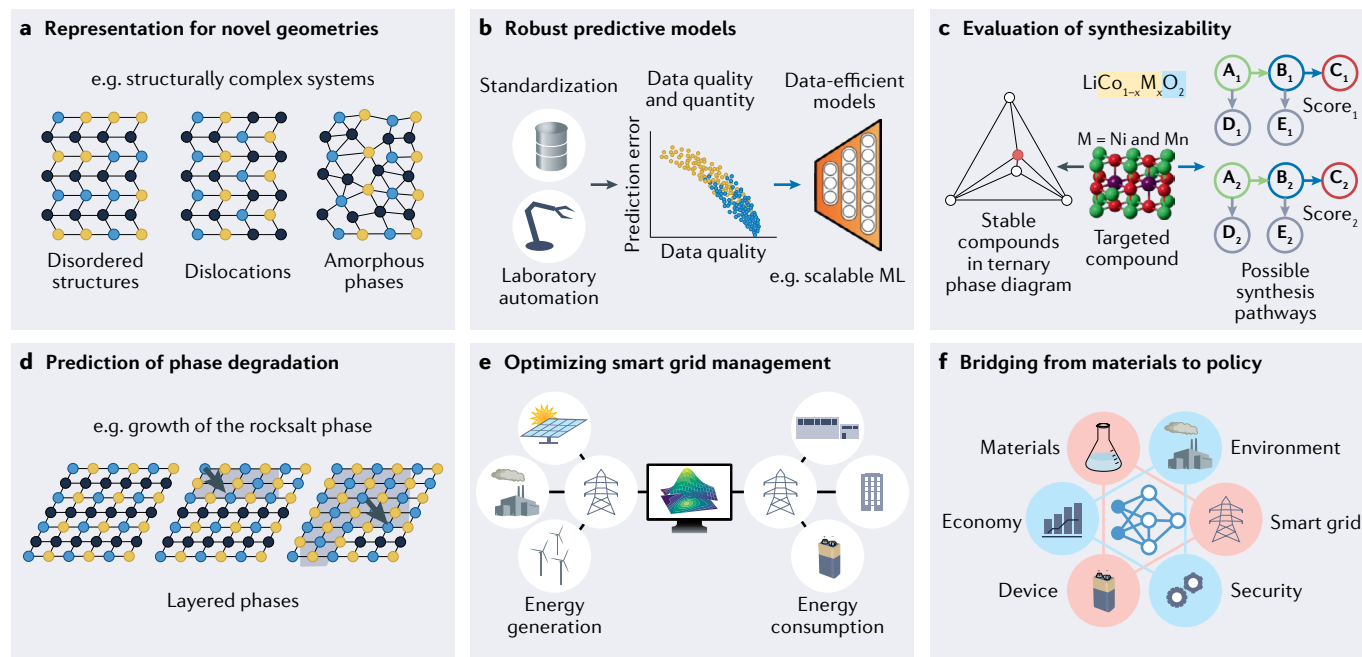 a Representation for novel geometries
e.g. structurally complex systems
Disordered
structures
Dislocations
Amorphous
phases
b Robust predictive models
Standardization
Laboratory
automation
Data quality
and quantity
Prediction error
Data quality
Data-efficient
models
e.g. scalable ML
c Evaluation of synthesizability
LiCo₁₋ₓMₓO₂
M = Ni and Mn
Stable
compounds
in ternary
phase diagram
Targeted
compound
A₁ B₁ C₁
Score₁
D₁ E₁
A₂ B₂ C₂
Score₂
D₂ E₂
Possible
synthesis
pathways
d Prediction of phase degradation
e.g. growth of the rocksalt phase
Layered phases
e Optimizing smart grid management
Energy
generation
Energy
consumption
f Bridging from materials to policy
Materials
Environment
Economy
Smart grid
Device
Security